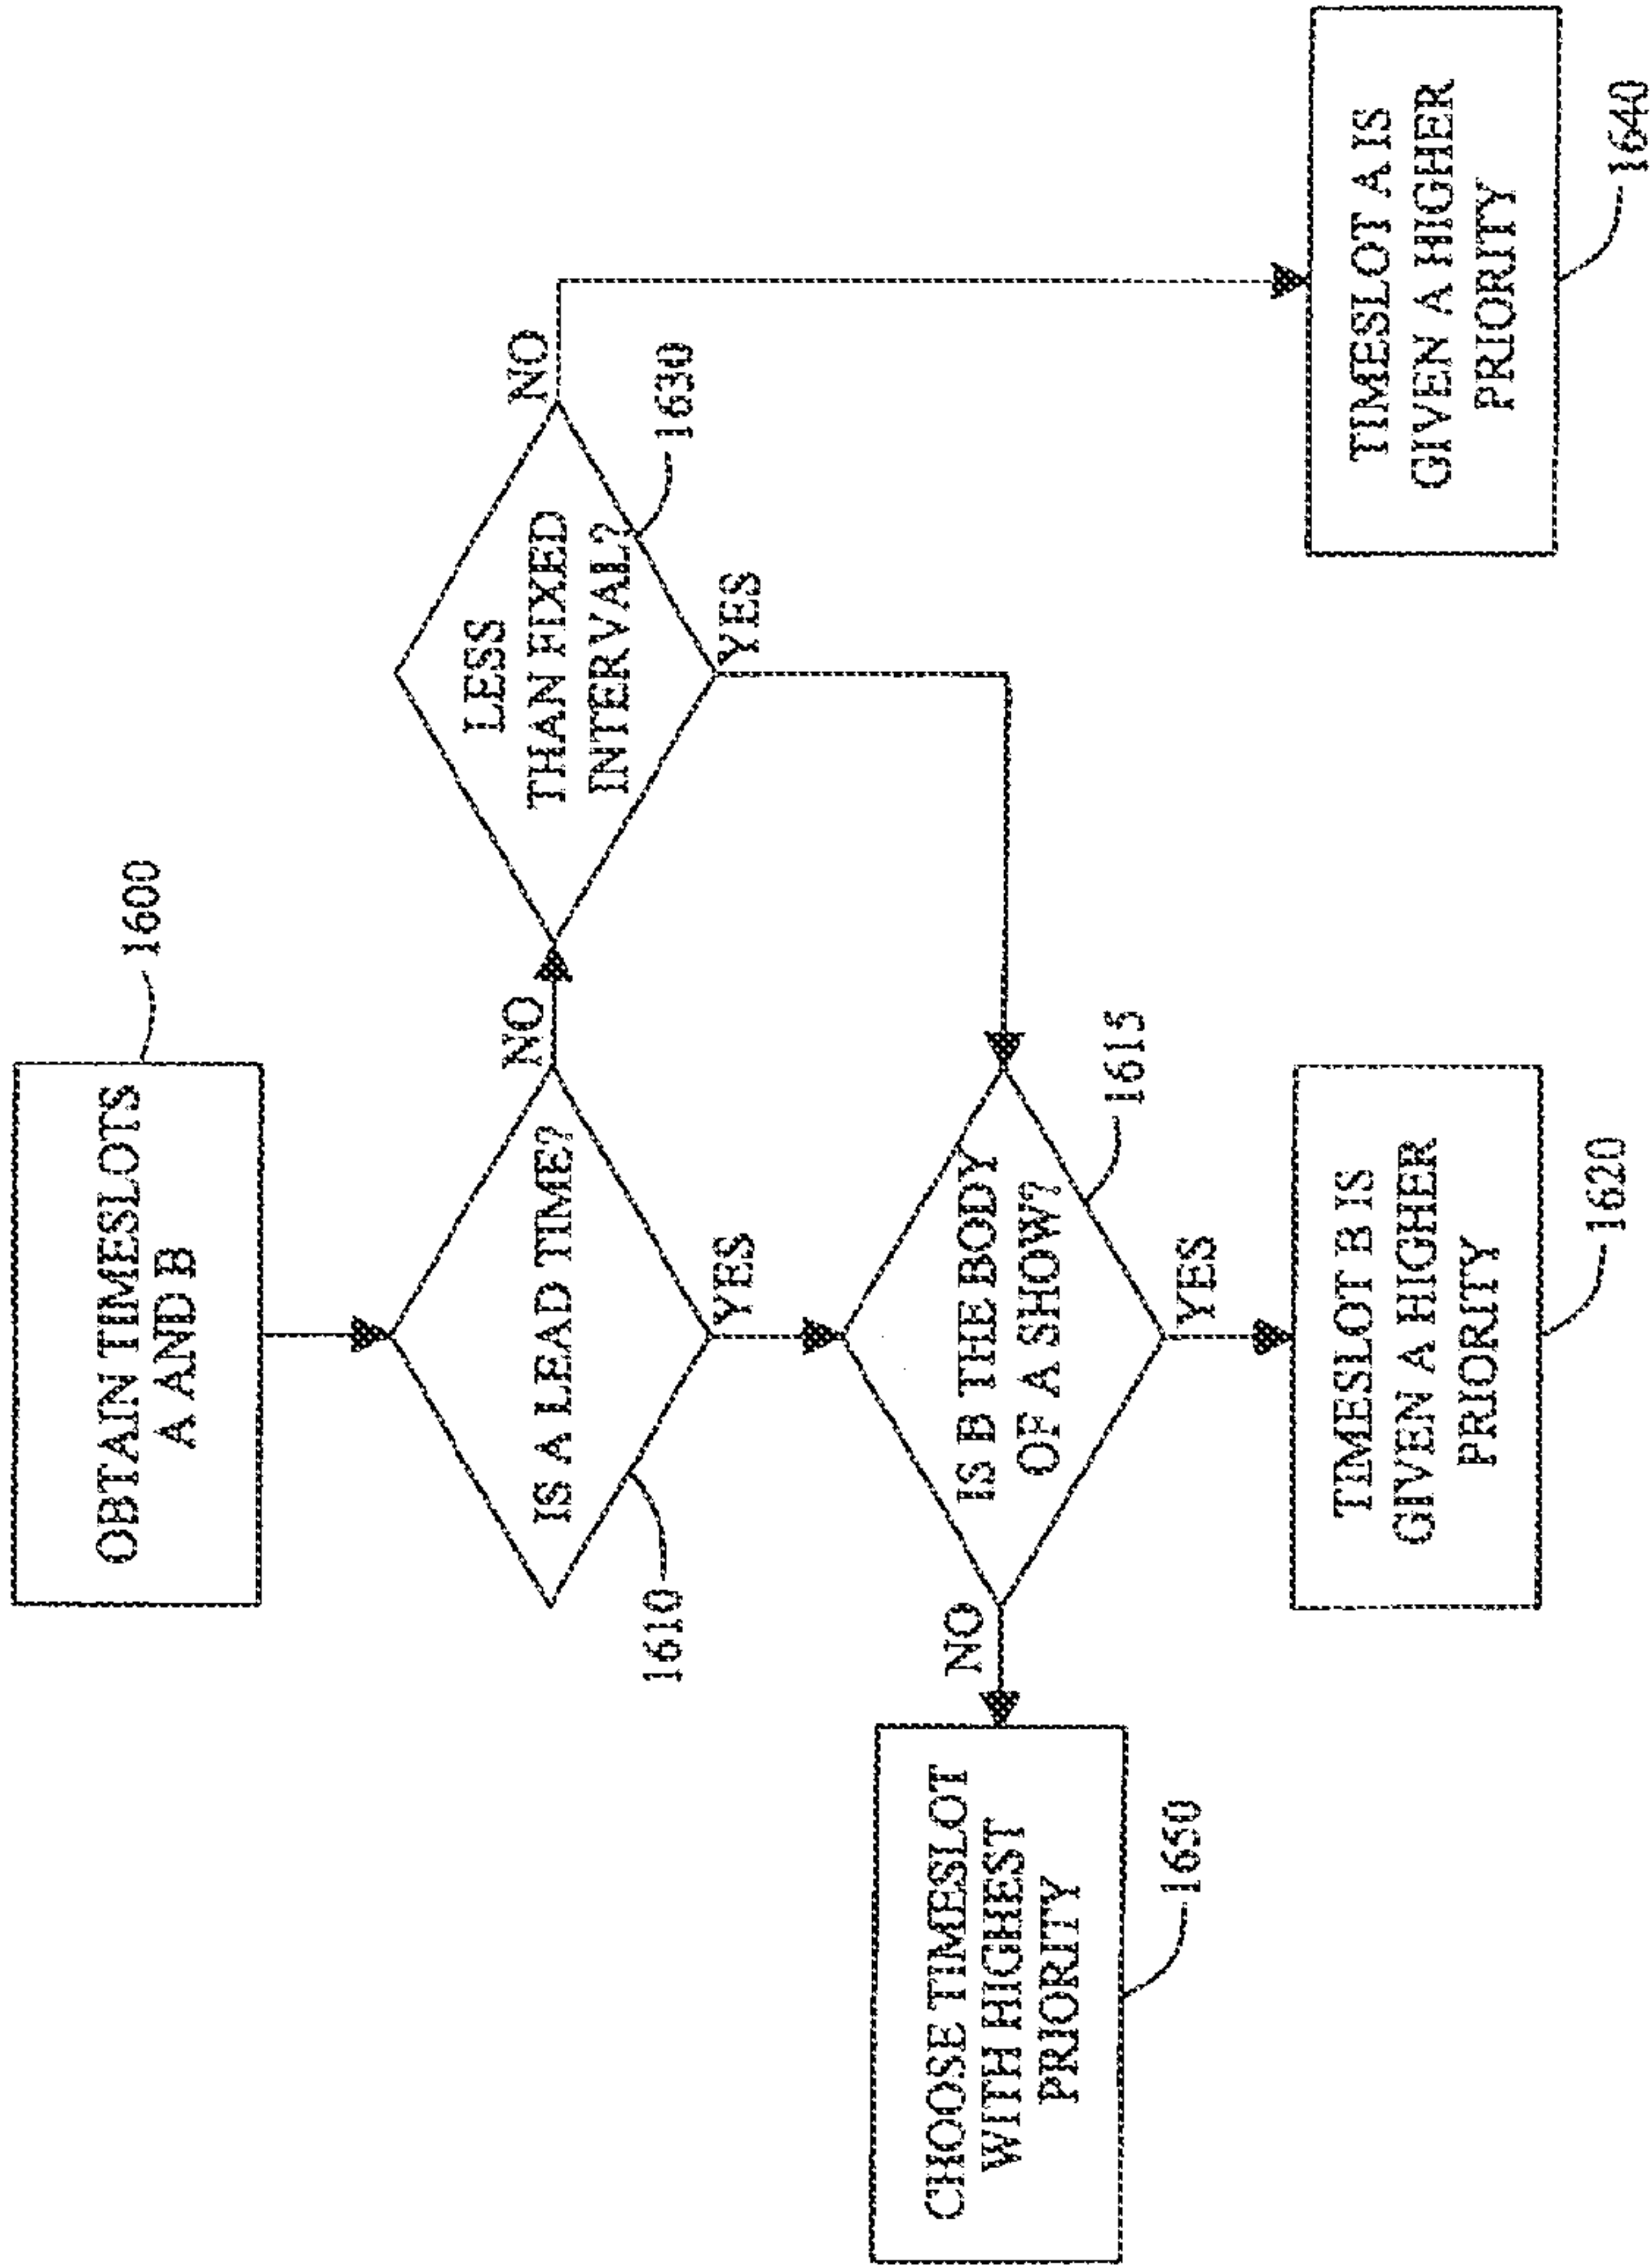 1600
OBTAIN TIMESLOTS
A AND B
IS A LEAD TIME?
NO
YES
1610
LESS
THAN FIXED
INTERVAL?
NO
YES
1630
IS B THE BODY
OF A SHOW?
NO
YES
1615
CHOOSE TIMESLOT
WITH HIGHEST
PRIORITY
1650
TIMESLOT B IS
GIVEN A HIGHER
PRIORITY
1620
TIMESLOT A IS
GIVEN A HIGHER
PRIORITY
1640